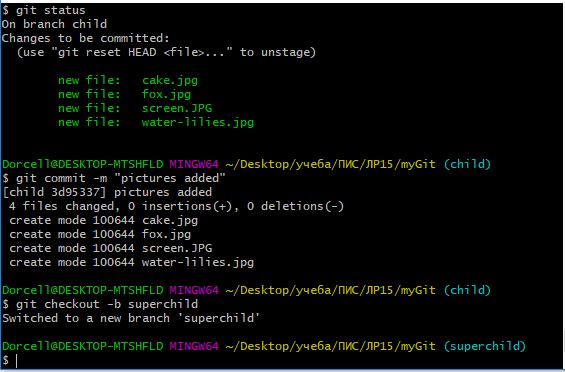 $ git status
On branch child
Changes to be committed:
  (use "git reset HEAD <file>..." to unstage)

        new file:   cake.jpg
        new file:   fox.jpg
        new file:   screen.JPG
        new file:   water-lilies.jpg


Dorcell@DESKTOP-MTSHFLD MINGW64 ~/Desktop/учеба/ПИС/ЛР15/myGit (child)
$ git commit -m "pictures added"
[child 3d95337] pictures added
 4 files changed, 0 insertions(+), 0 deletions(-)
 create mode 100644 cake.jpg
 create mode 100644 fox.jpg
 create mode 100644 screen.JPG
 create mode 100644 water-lilies.jpg

Dorcell@DESKTOP-MTSHFLD MINGW64 ~/Desktop/учеба/ПИС/ЛР15/myGit (child)
$ git checkout -b superchild
Switched to a new branch 'superchild'

Dorcell@DESKTOP-MTSHFLD MINGW64 ~/Desktop/учеба/ПИС/ЛР15/myGit (superchild)
$